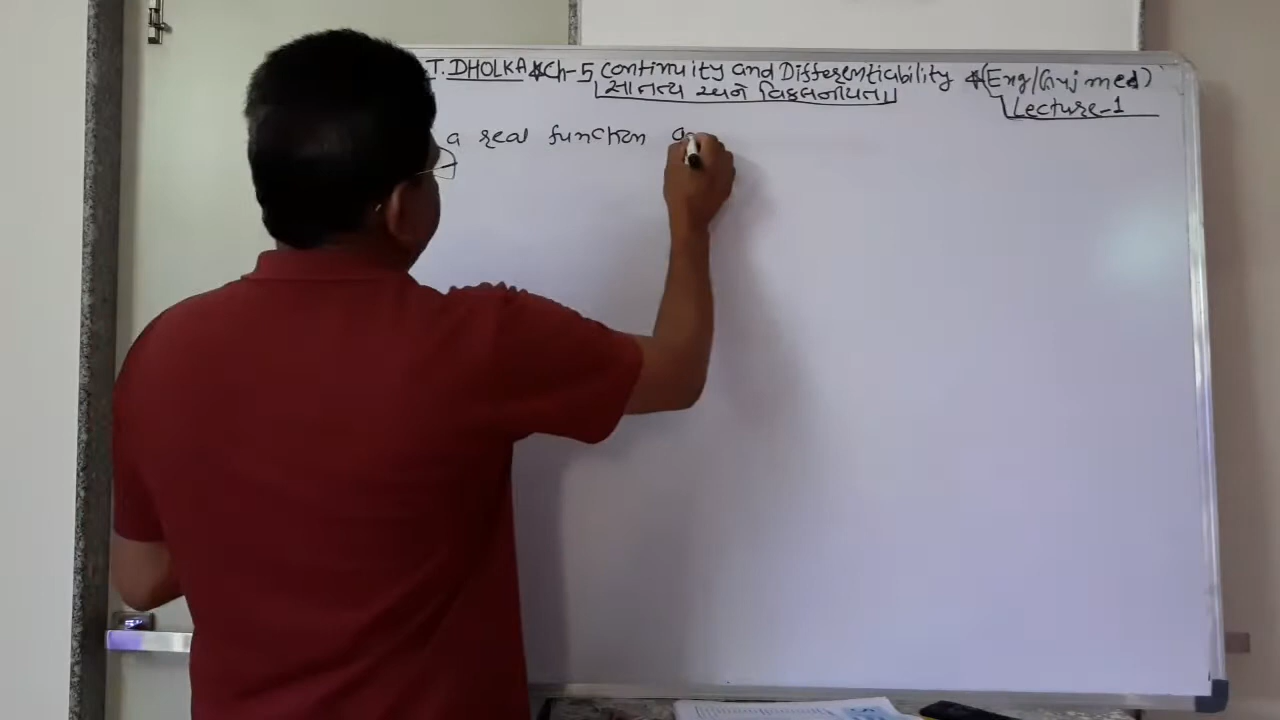 T. DHOLKA *Ch-5 Continuity and Differentiability *(Eng/Guj med)
સાતત્ય અને વિકલનીયતા Lecture-1
a real function a